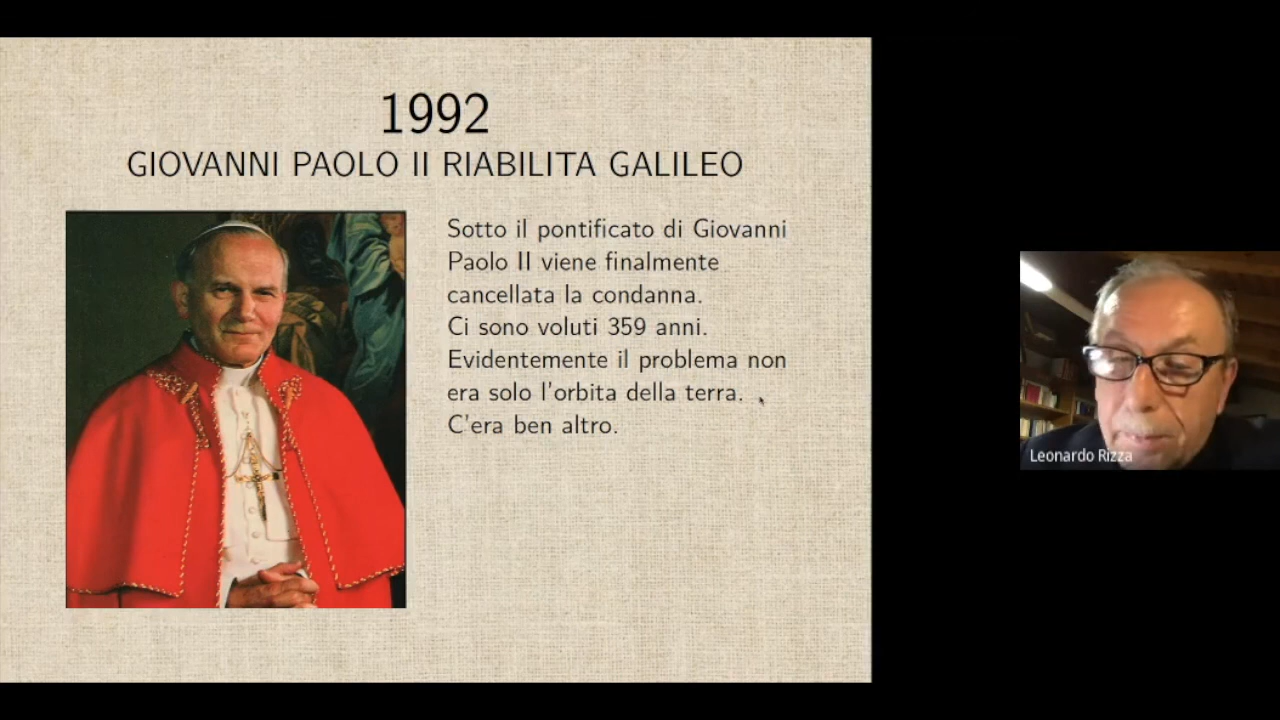 1992
GIOVANNI PAOLO II RIABILITA GALILEO
Sotto il pontificato di Giovanni
Paolo II viene finalmente
cancellata la condanna.
Ci sono voluti 359 anni.
Evidentemente il problema non
era solo l'orbita della terra.
C'era ben altro.
Leonardo Rizza